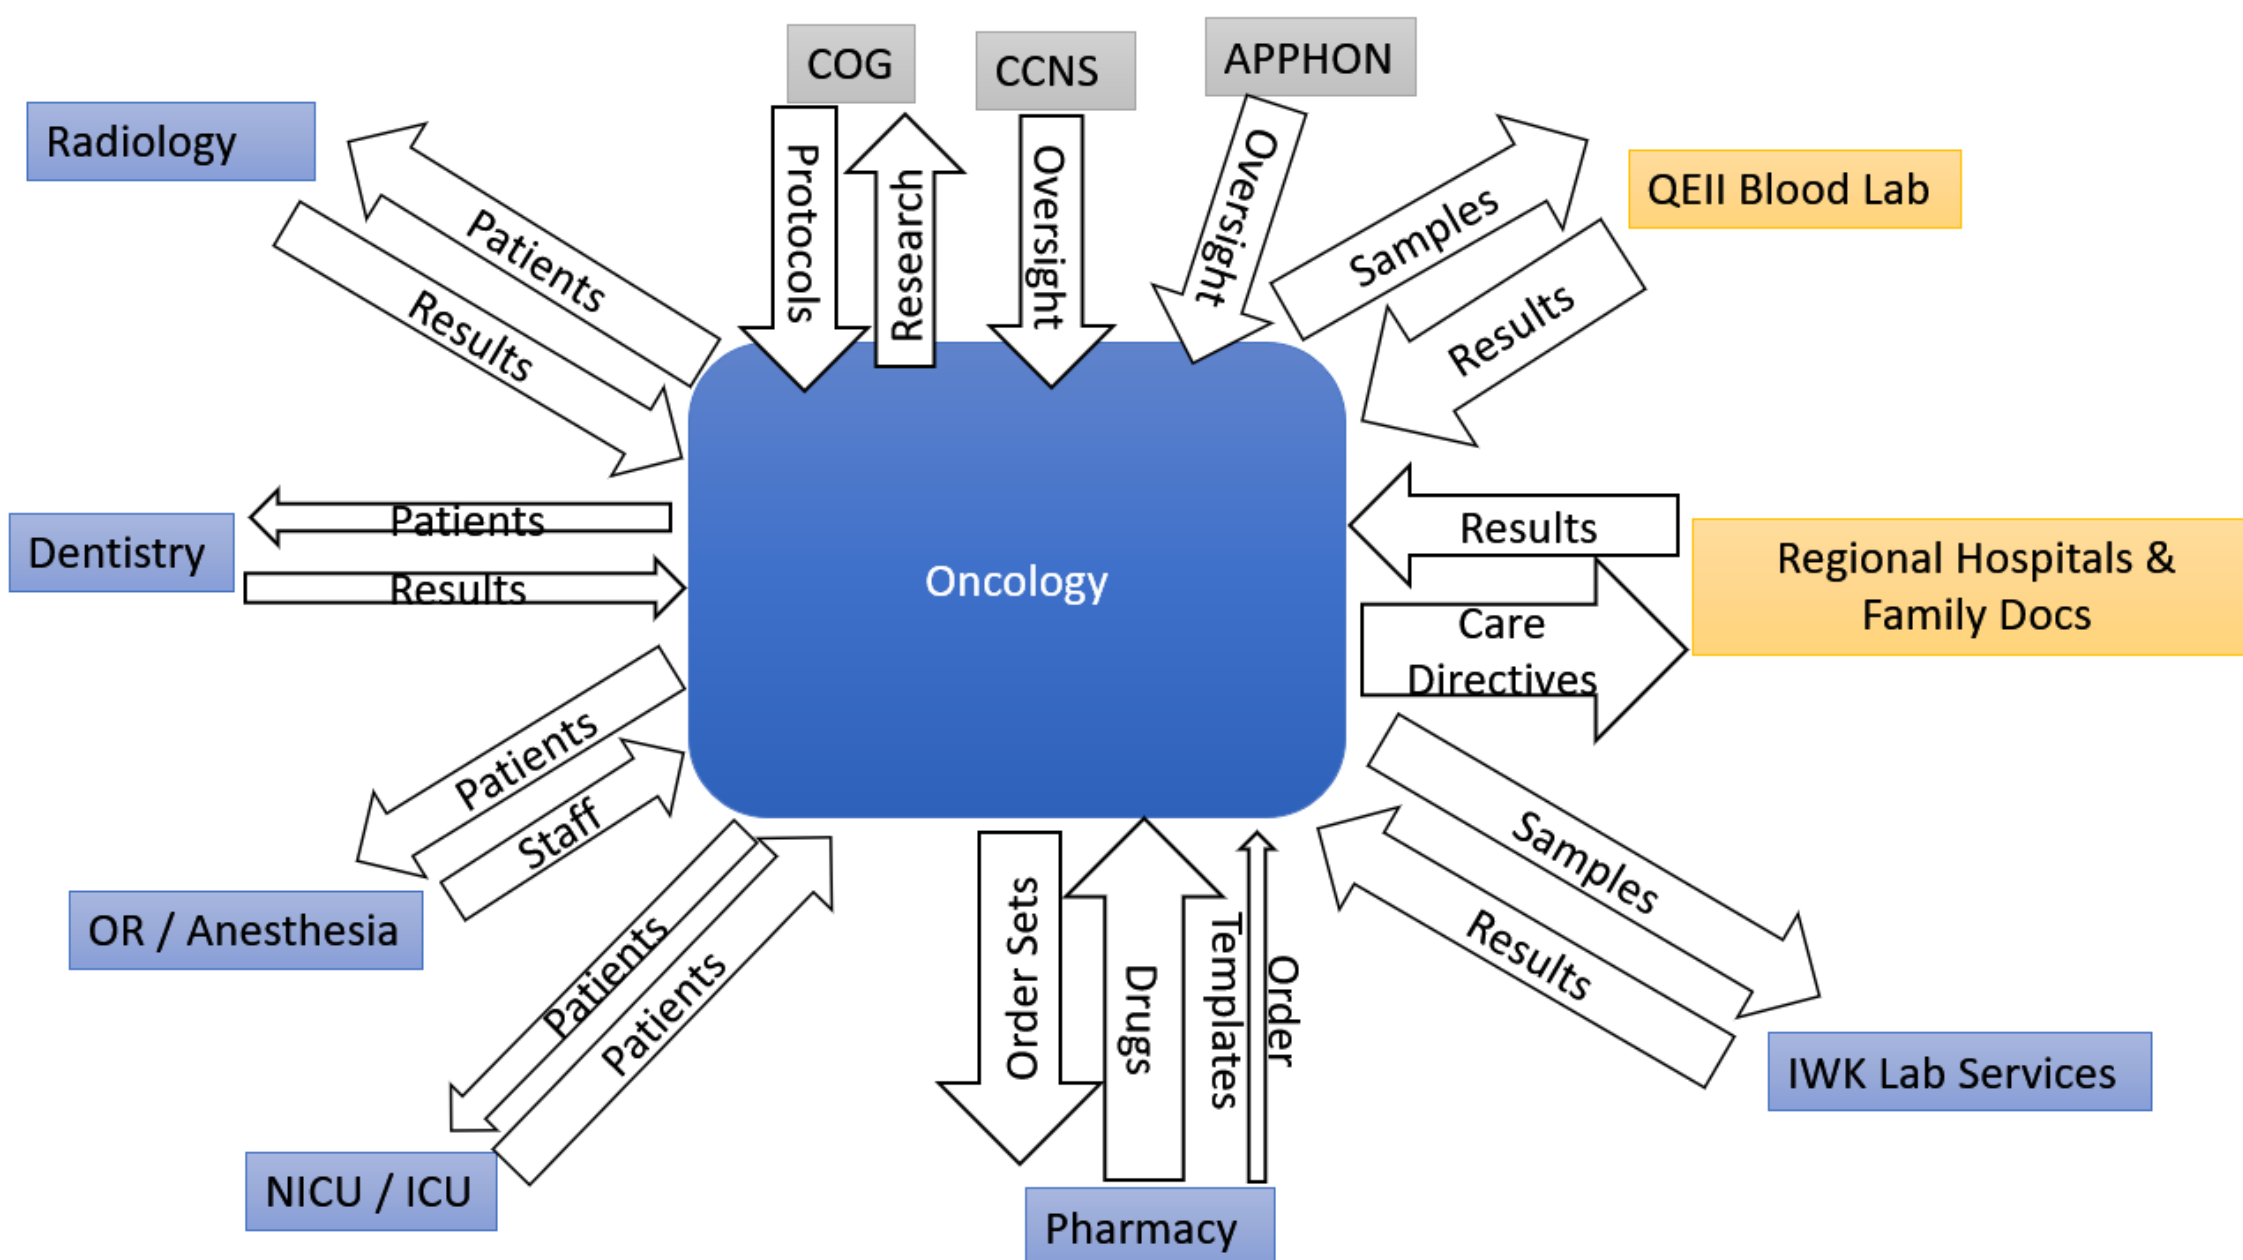 COG
CCNS
APPHON
Radiology
Protocols
Research
Oversight
Oversight
Samples
QEII Blood Lab
Patients
Results
Results
Dentistry
Patients
Results
Oncology
Results
Care
Directives
Regional Hospitals &
Family Docs
Patients
Staff
OR / Anesthesia
Patients
Patients
NICU / ICU
Order Sets
Drugs
Order
Templates
Pharmacy
Samples
Results
IWK Lab Services